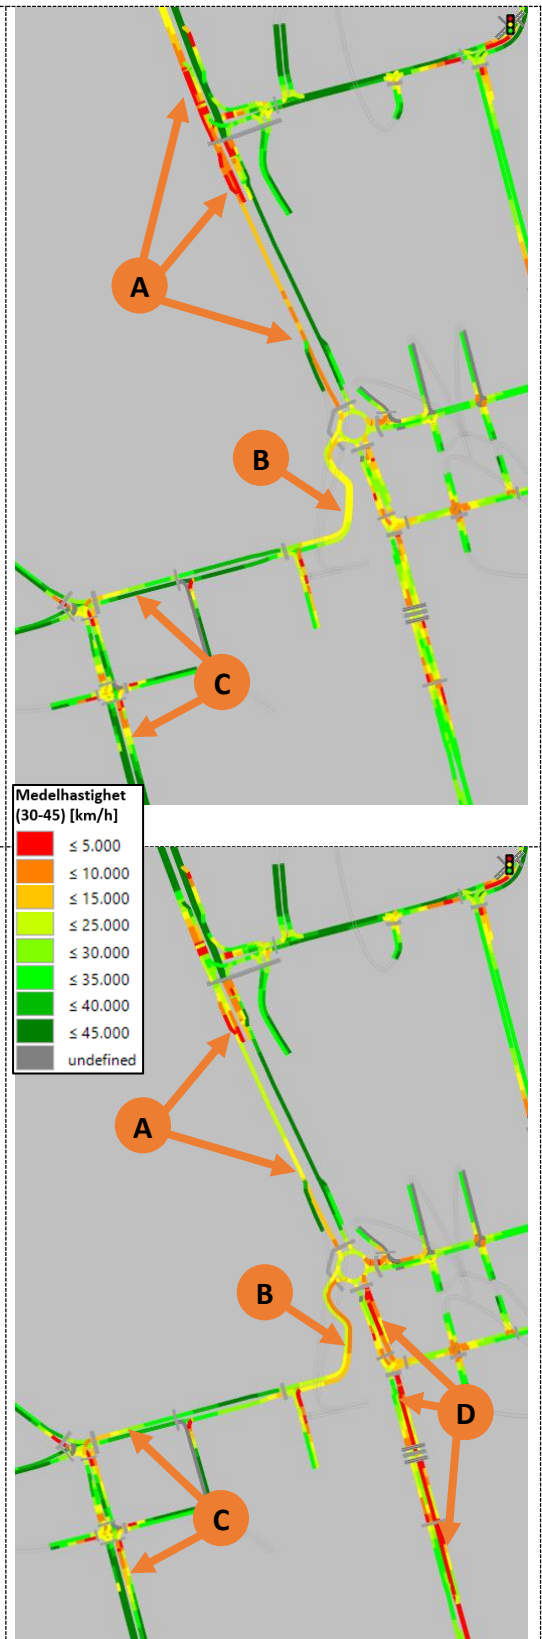 A
B
C
Medelhastighet
(30-45) [km/h]
≤ 5.000
≤ 10.000
≤ 15.000
≤ 25.000
≤ 30.000
≤ 35.000
≤ 40.000
≤ 45.000
undefined
A
B
D
C